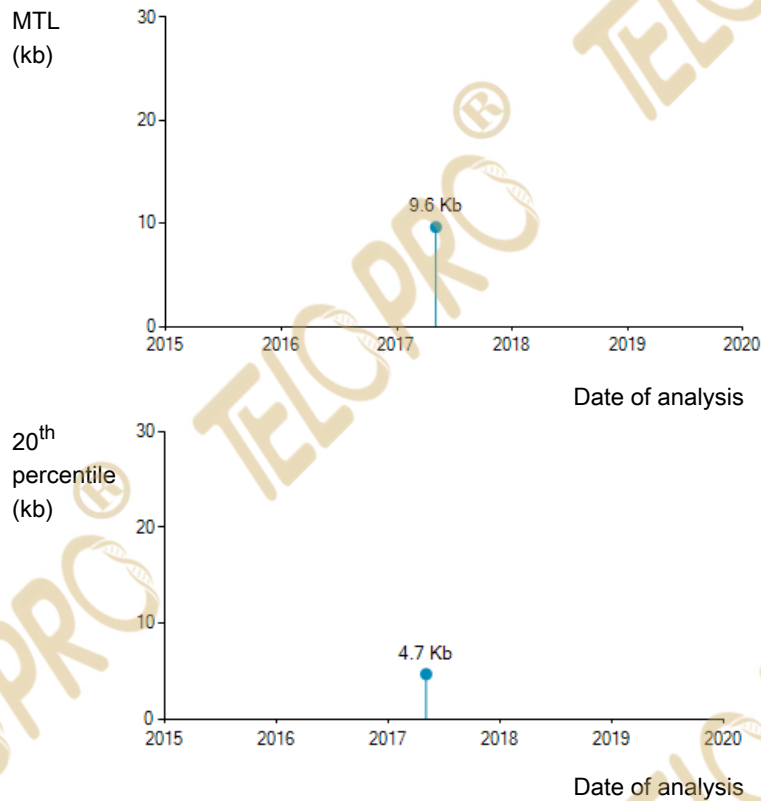 MTL
(kb)
30
20
9.6 Kb
10
0
2015 2016 2017 2018 2019 2020
Date of analysis
20th
percentile
(kb)
30
20
10
4.7 Kb
0
2015 2016 2017 2018 2019 2020
Date of analysis
TELOPRO®
TELOPRO®
TELOPRO
TELO